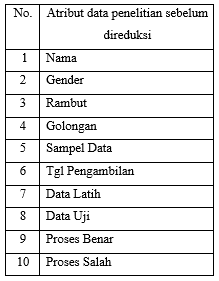 No. Atribut data penelitian sebelum
direduksi
1 Nama
2 Gender
3 Rambut
4 Golongan
5 Sampel Data
6 Tgl Pengambilan
7 Data Latih
8 Data Uji
9 Proses Benar
10 Proses Salah